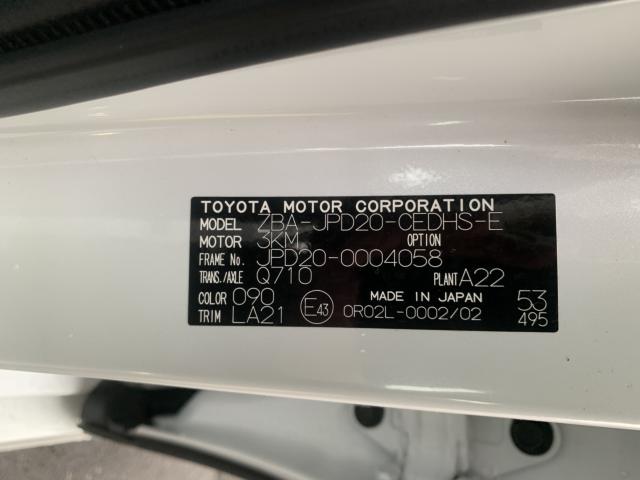 TOYOTA MOTOR CORPORATION
MODEL ZBA-JPD20-CEDHS-E
MOTOR 3KM OPTION
FRAME No. JPD20-0004058
TRANS./AXLE Q710 PLANT A22
COLOR 090 MADE IN JAPAN 53
TRIM LA21 E43 0R02L-0002/02 495